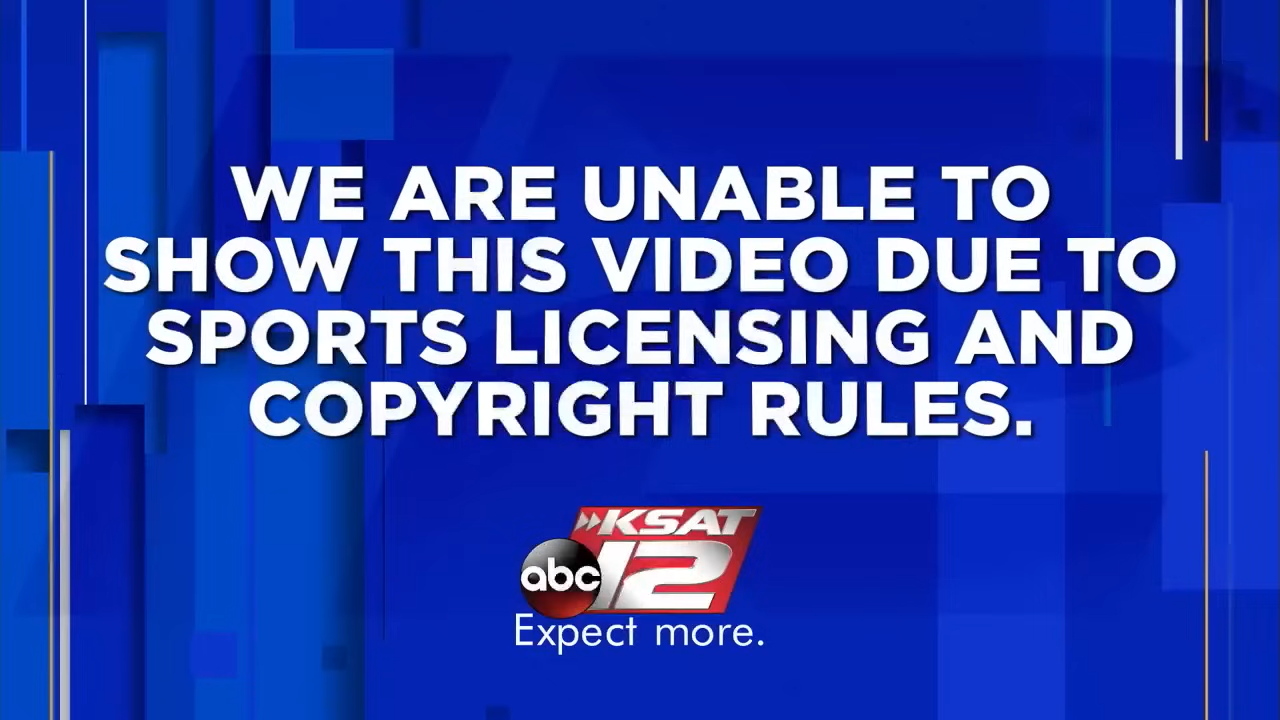 WE ARE UNABLE TO
SHOW THIS VIDEO DUE TO
SPORTS LICENSING AND
COPYRIGHT RULES.
KSAT
abc 12
Expect more.